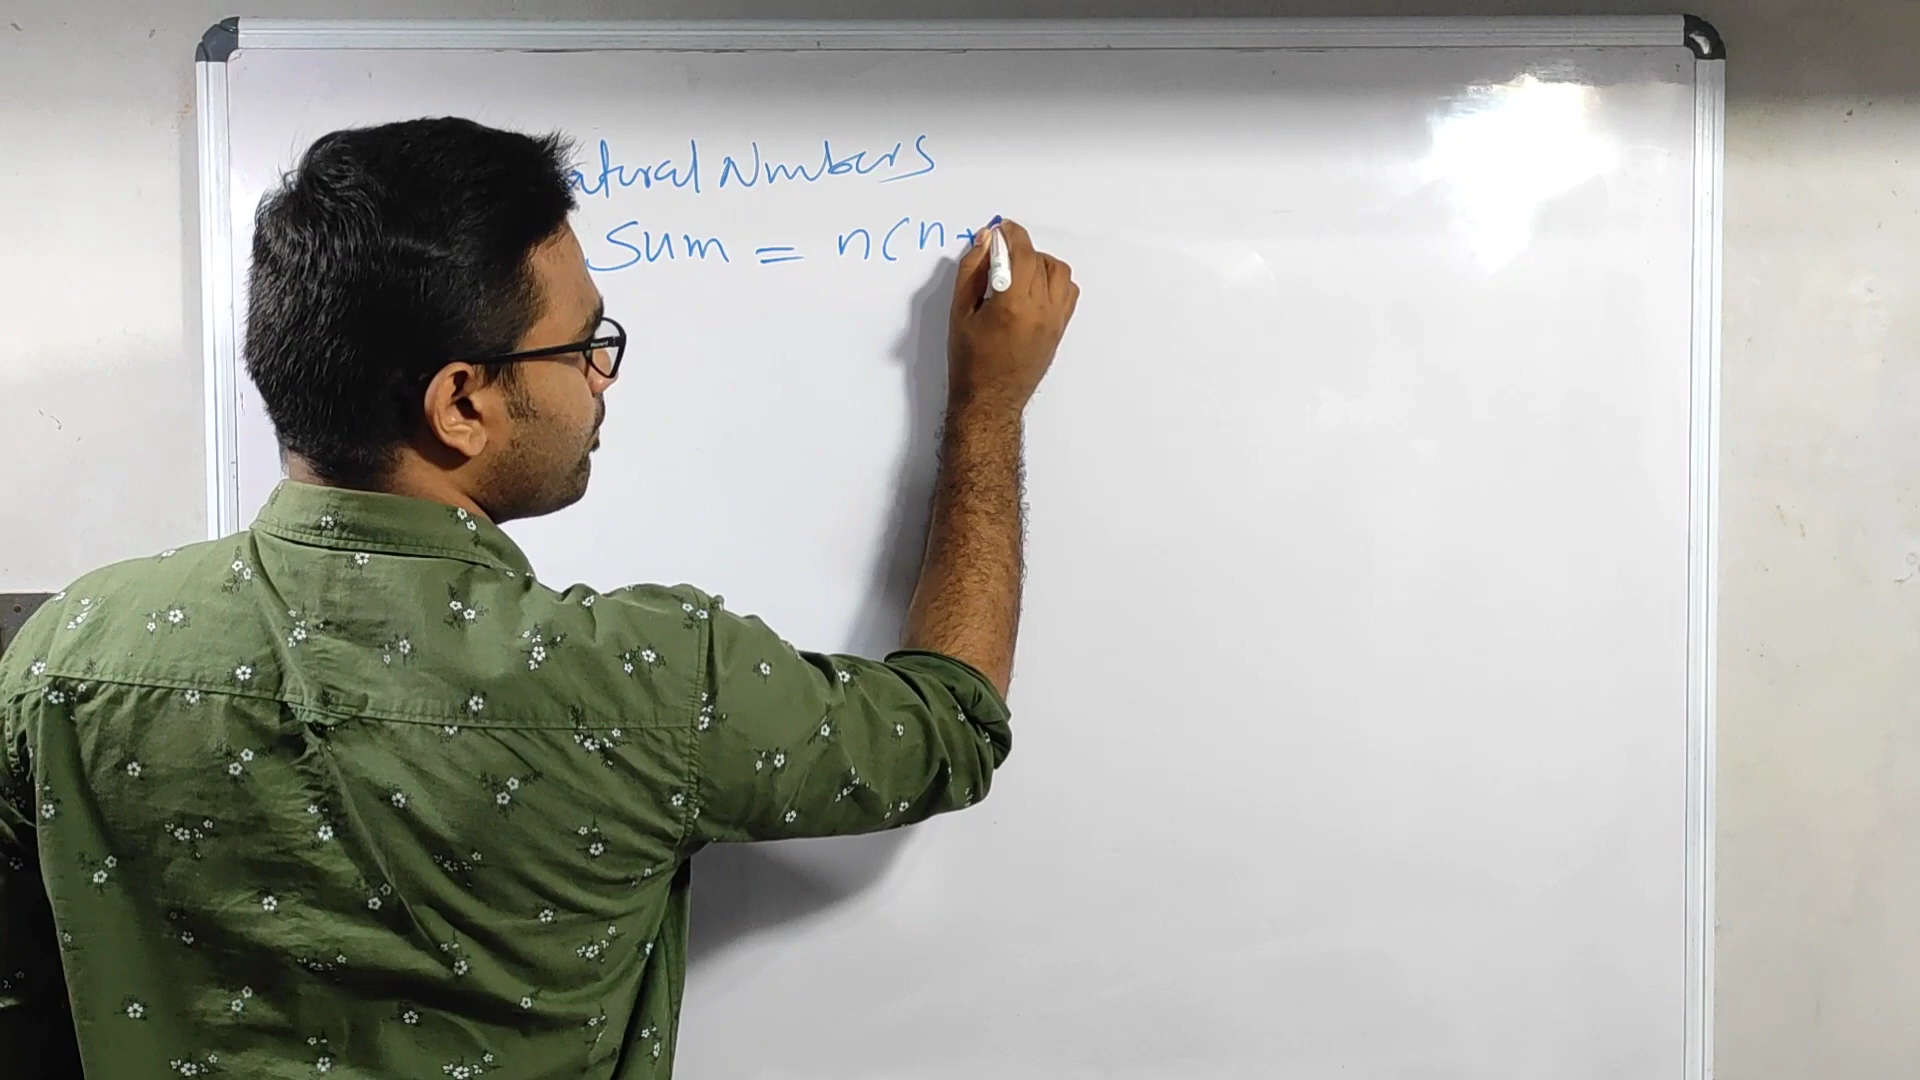 atural Numbers
Sum = n(n+